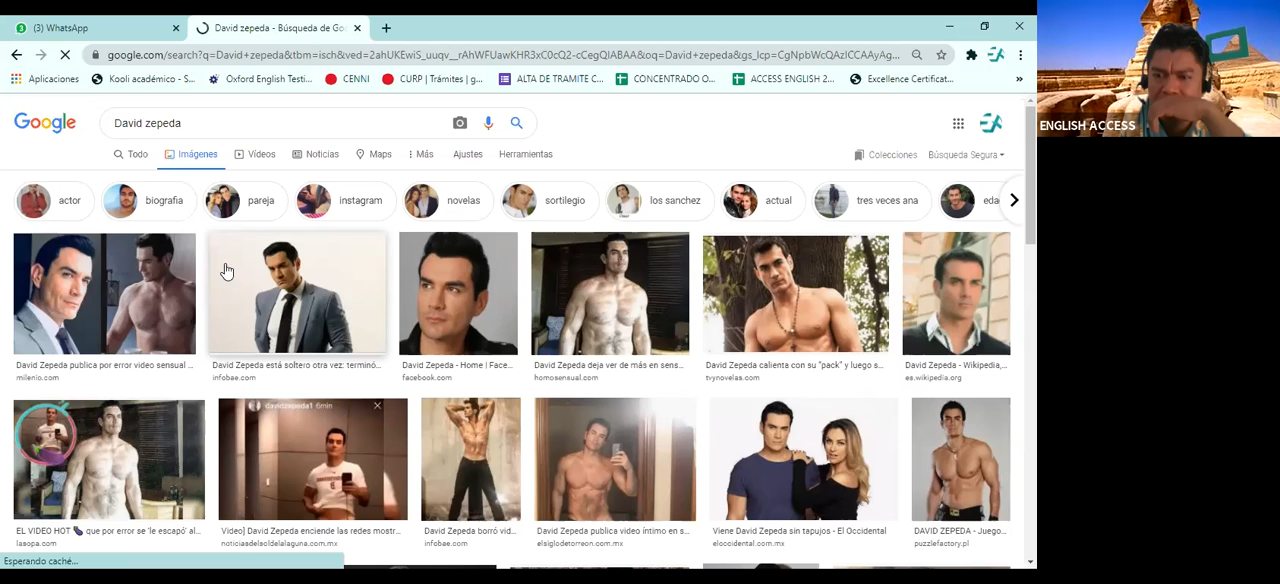 (3) WhatsApp
David zepeda - Búsqueda de Go
google.com/search?q=David+zepeda&tbm=isch&ved=2ahUKEwiS_uuqv_rAhWFUawKHR3xC0cQ2-cCegQIABAA&oq=David+zepeda&gs_lcp=CgNpbWcQAzICCAAyAg...
Aplicaciones
Kooli académico - S...
Oxford English Testi...
CENNI
CURP | Trámites | g...
ALTA DE TRAMITE C...
CONCENTRADO O...
ACCESS ENGLISH 2...
Excellence Certificat...
»
ENGLISH ACCESS
Google
David zepeda
EA
Todo
Imágenes
Vídeos
Noticias
Maps
Más
Ajustes
Herramientas
Colecciones
Búsqueda Segura
actor
biografia
pareja
instagram
novelas
sortilegio
los sanchez
actual
tres veces ana
eda
David Zepeda publica por error video sensual ...
milenio.com
David Zepeda está soltero otra vez: terminó...
infobae.com
David Zepeda - Home | Face...
facebook.com
David Zepeda deja ver de más en sens...
homosensual.com
David Zepeda calienta con su “pack” y luego s...
tvynovelas.com
David Zepeda - Wikipedia,...
es.wikipedia.org
davidzepeda1 6min
EL VIDEO HOT 🍆 que por error se ‘le escapó’ al...
lasopa.com
Video] David Zepeda enciende las redes mostr...
noticiasdelsoldelalaguna.com.mx
David Zepeda borró vid...
infobae.com
David Zepeda publica video íntimo en s...
elsiglodetorreon.com.mx
Viene David Zepeda sin tapujos - El Occidental
eloccidental.com.mx
DAVID ZEPEDA - Juego...
puzzlefactory.pl
Esperando caché...